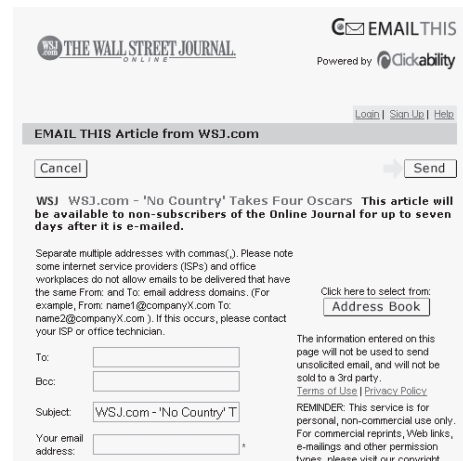 EMAIL THIS
WSJ.com THE WALL STREET JOURNAL.
ONLINE
Powered by Clickability
Login | Sign Up | Help
EMAIL THIS Article from WSJ.com
Cancel
Send
WSJ WSJ.com - 'No Country' Takes Four Oscars This article will
be available to non-subscribers of the Online Journal for up to seven
days after it is e-mailed.
Separate multiple addresses with commas(,). Please note
some internet service providers (ISPs) and office
workplaces do not allow emails to be delivered that have
the same From: and To: email address domains. (For
example, From: name1@companyX.com To:
name2@companyX.com ). If this occurs, please contact
your ISP or office technician.
To:
Bcc:
Subject: WSJ.com - 'No Country' T
Your email
address: *
Click here to select from:
Address Book
The information entered on this
page will not be used to send
unsolicited email, and will not be
sold to a 3rd party.
Terms of Use | Privacy Policy
REMINDER: This service is for
personal, non-commercial use only.
For commercial reprints, Web links,
e-mailings and other permission
types, please visit our copyright